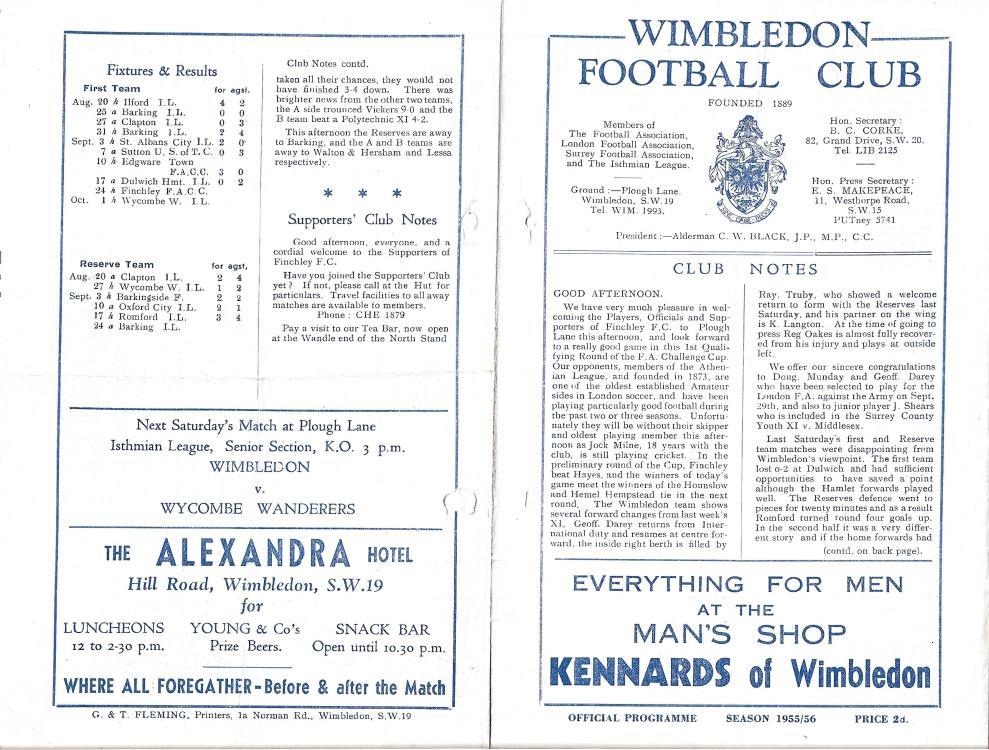 Fixtures & Results
First Team for agst.
Aug. 20 h Ilford I.L. 4 2
25 a Barking I.L. 0 0
27 a Clapton I.L. 0 3
31 h Barking I.L. 2 4
Sept. 3 h St. Albans City I.L. 2 0
7 a Sutton U. S. of T.C. 0 3
10 h Edgware Town
F.A.C.C. 3 0
17 a Dulwich Hmt. I.L. 0 2
24 h Finchley F.A.C.C.
Oct. 1 h Wycombe W. I.L.
Reserve Team for agst,
Aug. 20 a Clapton I.L. 2 4
27 h Wycombe W. I.L. 1 2
Sept. 3 h Barkingside F. 2 2
10 a Oxford City I.L. 2 1
17 h Romford I.L. 3 4
24 a Barking I.L.
Club Notes contd,
taken all their chances, they would not
have finished 3-4 down. There was
brighter news from the other two teams,
the A side trounced Vickers 9-0 and the
B team beat a Polytechnic XI 4-2.
This afternoon the Reserves are away
to Barking, and the A and B teams are
away to Walton & Hersham and Lessa
respectively.
* * *
Supporters' Club Notes
Good afternoon, everyone, and a
cordial welcome to the Supporters of
Finchley F.C.
Have you joined the Supporters' Club
yet ? If not, please call at the Hut for
particulars. Travel facilities to all away
matches are available to members.
Phone : CHE 1879
Pay a visit to our Tea Bar, now open
at the Wandle end of the North Stand
Next Saturday's Match at Plough Lane
Isthmian League, Senior Section, K.O. 3 p.m.
WIMBLEDON
v.
WYCOMBE WANDERERS
THE ALEXANDRA HOTEL
Hill Road, Wimbledon, S.W.19
for
LUNCHEONS YOUNG & Co's SNACK BAR
12 to 2-30 p.m. Prize Beers. Open until 10.30 p.m.
WHERE ALL FOREGATHER - Before & after the Match
G. & T. FLEMING, Printers, 1a Norman Rd., Wimbledon, S.W.19
WIMBLEDON
FOOTBALL CLUB
FOUNDED 1889
Members of
The Football Association,
London Football Association,
Surrey Football Association,
and The Isthmian League.
Ground :—Plough Lane.
Wimbledon, S.W.19
Tel. WIM. 1993.
Hon. Secretary :
B. C. CORKE,
82, Grand Drive, S.W. 20.
Tel. LIB 2125
Hon. Press Secretary :
E. S. MAKEPEACE,
11, Westhorpe Road,
S.W.15
PUTney 5741
President :—Alderman C. W. BLACK, J.P., M.P., C.C.
CLUB NOTES
GOOD AFTERNOON.
We have very much pleasure in wel-
coming the Players, Officials and Sup-
porters of Finchley F.C. to Plough
Lane this afternoon, and look forward
to a really good game in this 1st Quali-
fying Round of the F.A. Challenge Cup.
Our opponents, members of the Athen-
ian League, and founded in 1873, are
one of the oldest established Amateur
sides in London soccer, and have been
playing particularly good football during
the past two or three seasons. Unfortu-
nately they will be without their skipper
and oldest playing member this after-
noon as Jock Milne, 18 years with the
club, is still playing cricket. In the
preliminary round of the Cup, Finchley
beat Hayes, and the winners of today's
game meet the winners of the Hounslow
and Hemel Hempstead tie in the next
round. The Wimbledon team shows
several forward changes from last week's
XI, Geoff. Darey returns from Inter-
national duty and resumes at centre for-
ward, the inside right berth is filled by
Ray. Truby, who showed a welcome
return to form with the Reserves last
Saturday, and his partner on the wing
is K. Langton. At the time of going to
press Reg Oakes is almost fully recover-
ed from his injury and plays at outside
left.
We offer our sincere congratulations
to Doug. Munday and Geoff. Darey
who have been selected to play for the
London F.A. against the Army on Sept.
29th, and also to junior player J. Shears
who is included in the Surrey County
Youth XI v. Middlesex.
Last Saturday's first and Reserve
team matches were disappointing from
Wimbledon's viewpoint. The first team
lost 0-2 at Dulwich and had sufficient
opportunities to have saved a point
although the Hamlet forwards played
well. The Reserves defence went to
pieces for twenty minutes and as a result
Romford turned round four goals up.
In the second half it was a very differ-
ent story and if the home forwards had
(contd. on back page).
EVERYTHING FOR MEN
AT THE
MAN'S SHOP
KENNARDS of Wimbledon
OFFICIAL PROGRAMME SEASON 1955/56 PRICE 2d.